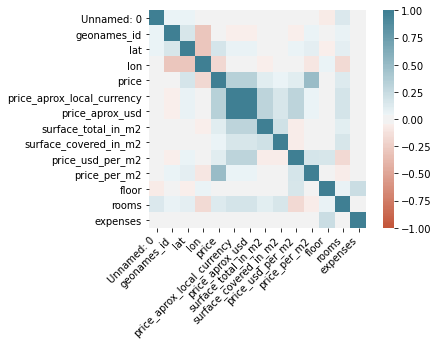 Unnamed: 0
geonames_id
lat
lon
price
price_aprox_local_currency
price_aprox_usd
surface_total_in_m2
surface_covered_in_m2
price_usd_per_m2
price_per_m2
floor
rooms
expenses
Unnamed: 0
geonames_id
lat
lon
price
price_aprox_local_currency
price_aprox_usd
surface_total_in_m2
surface_covered_in_m2
price_usd_per_m2
price_per_m2
floor
rooms
expenses
1.00
0.75
0.50
0.25
0.00
−0.25
−0.50
−0.75
−1.00